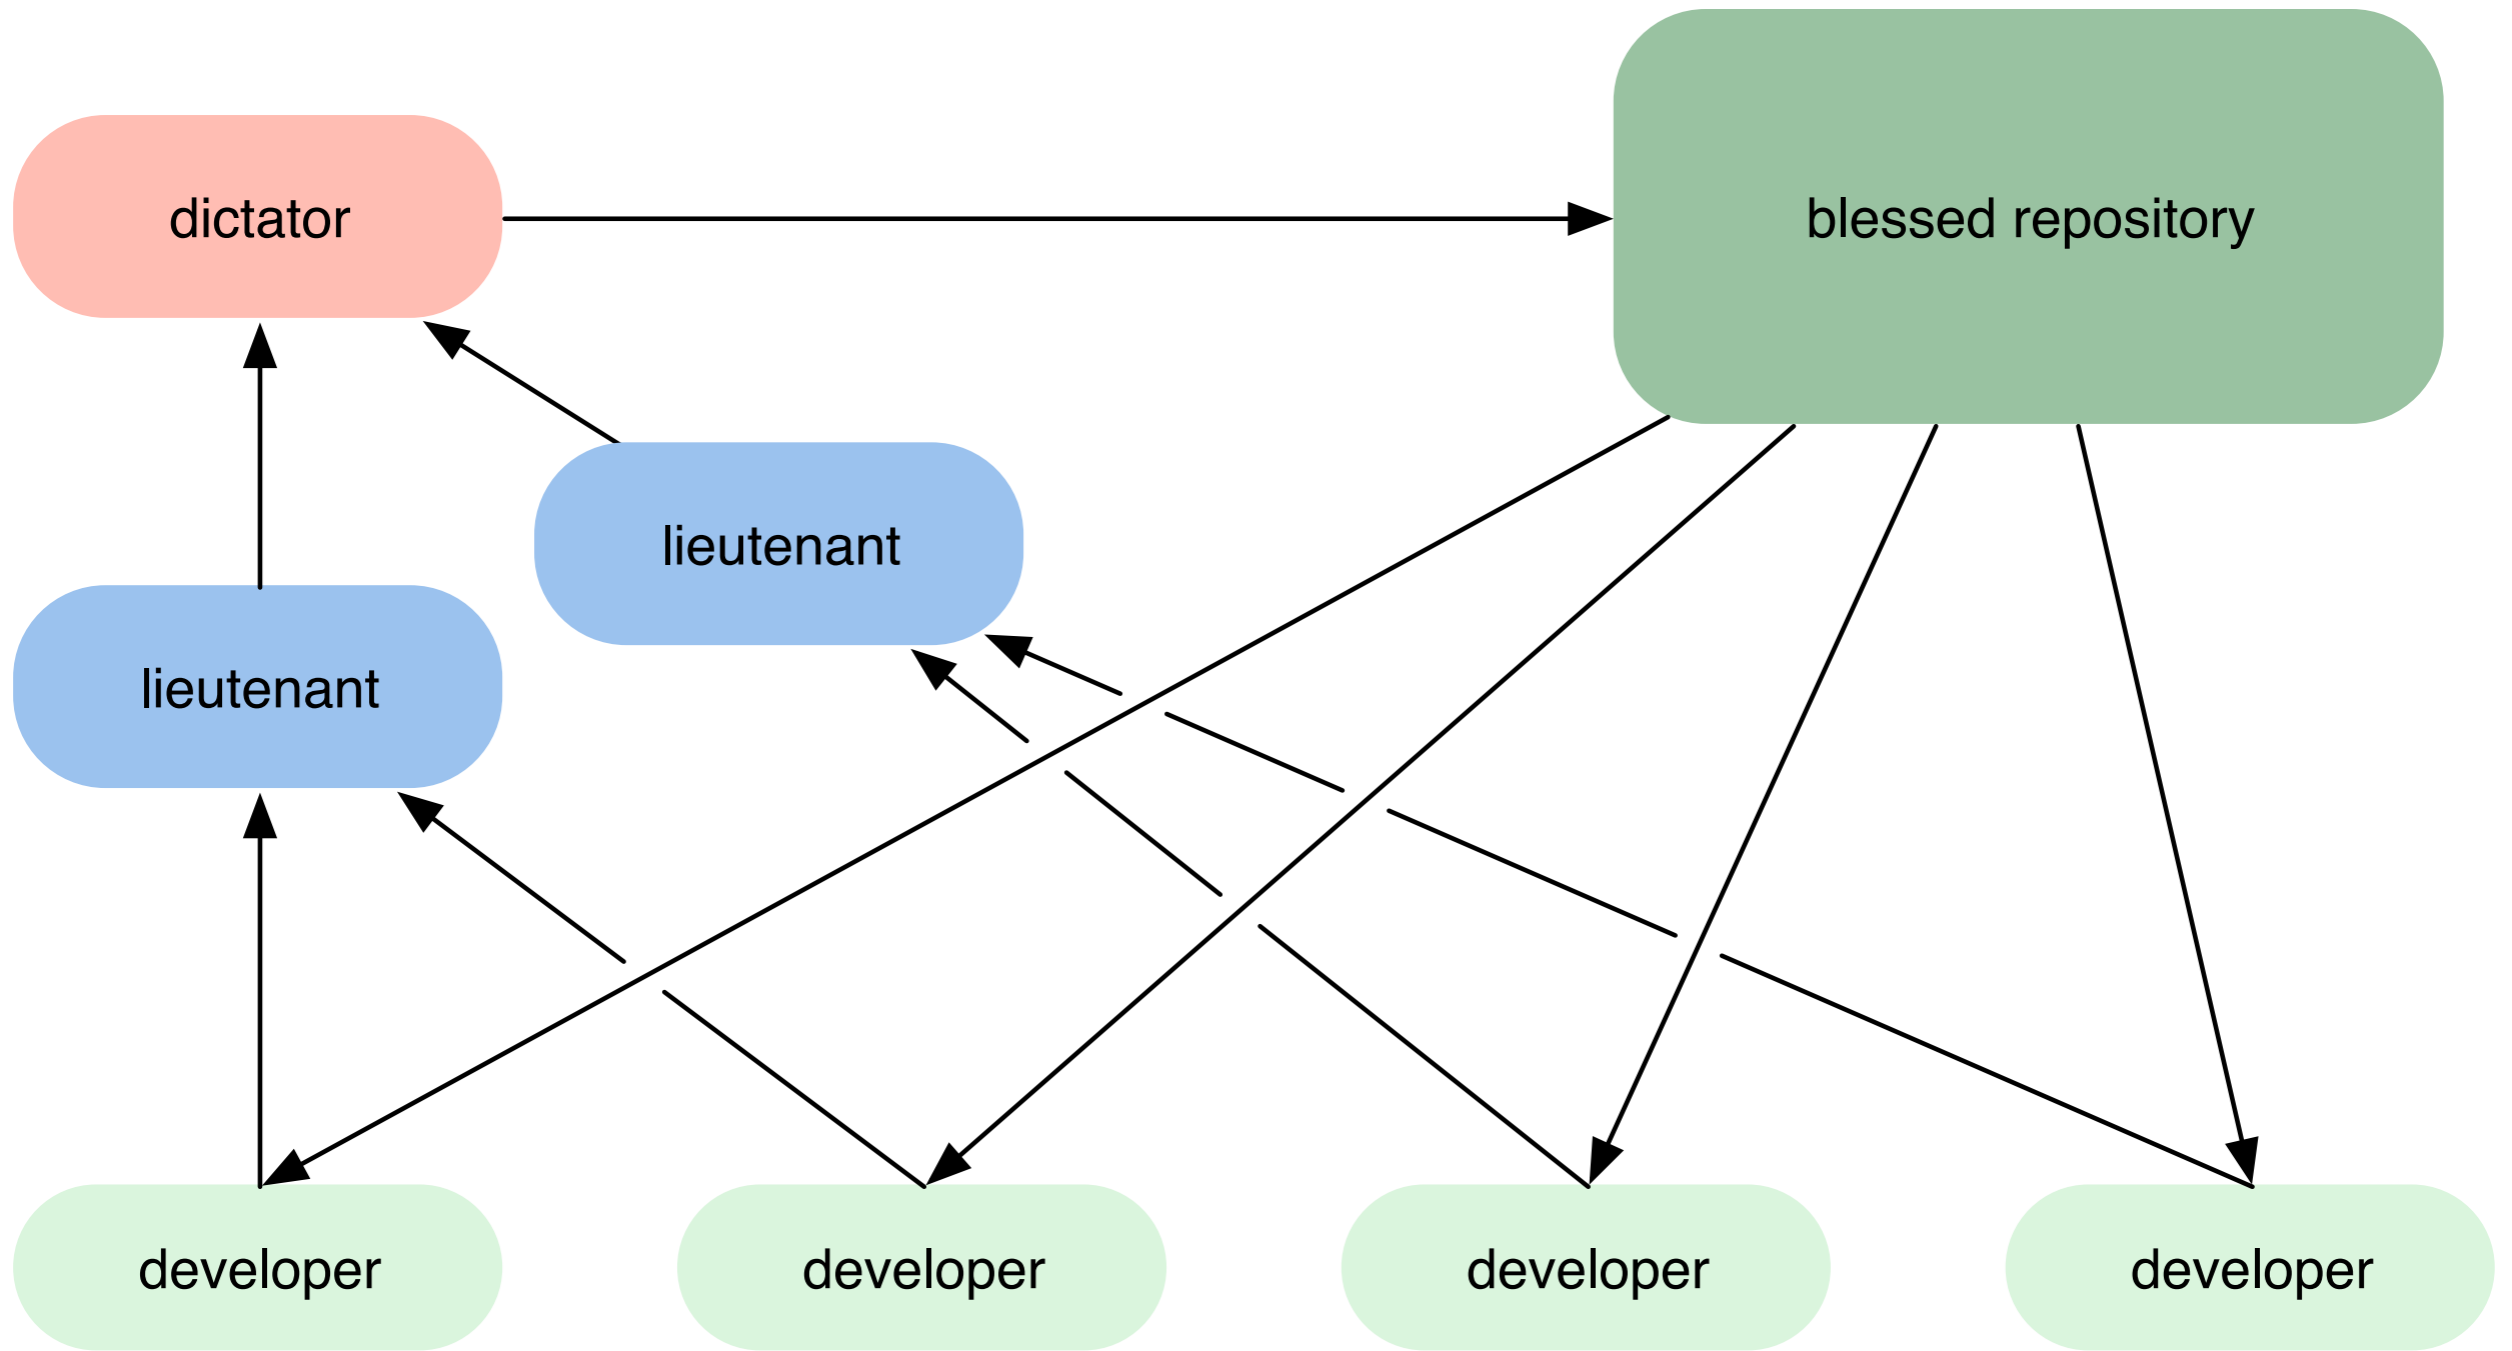 dictator
blessed repository
lieutenant
lieutenant
developer
developer
developer
developer